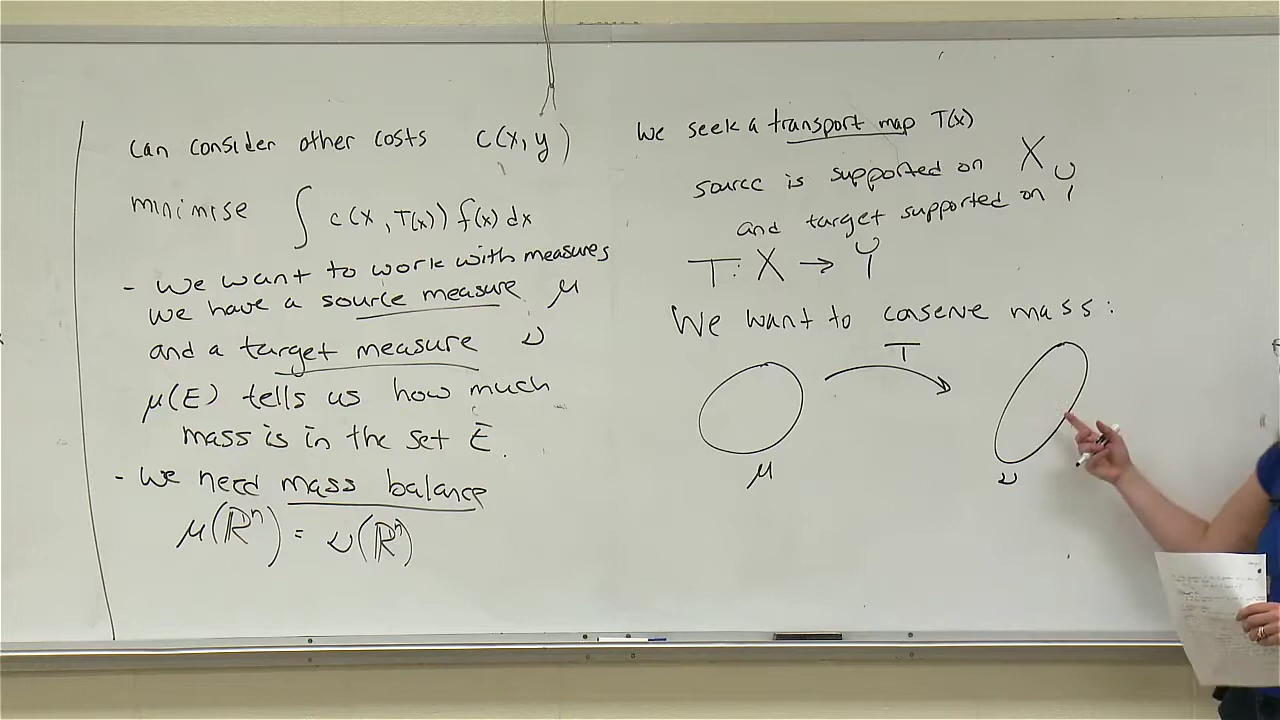 can consider other costs c(x,y)
minimise ∫ c(x,T(x)) f(x) dx
- we want to work with measures
we have a source measure μ
and a target measure ν
μ(E) tells us how much
mass is in the set E.
- we need mass balance
μ(ℝⁿ) = ν(ℝⁿ)
We seek a transport map T(x)
source is supported on X
and target supported on Y
T: X → Y
We want to conserve mass:
T
μ
ν